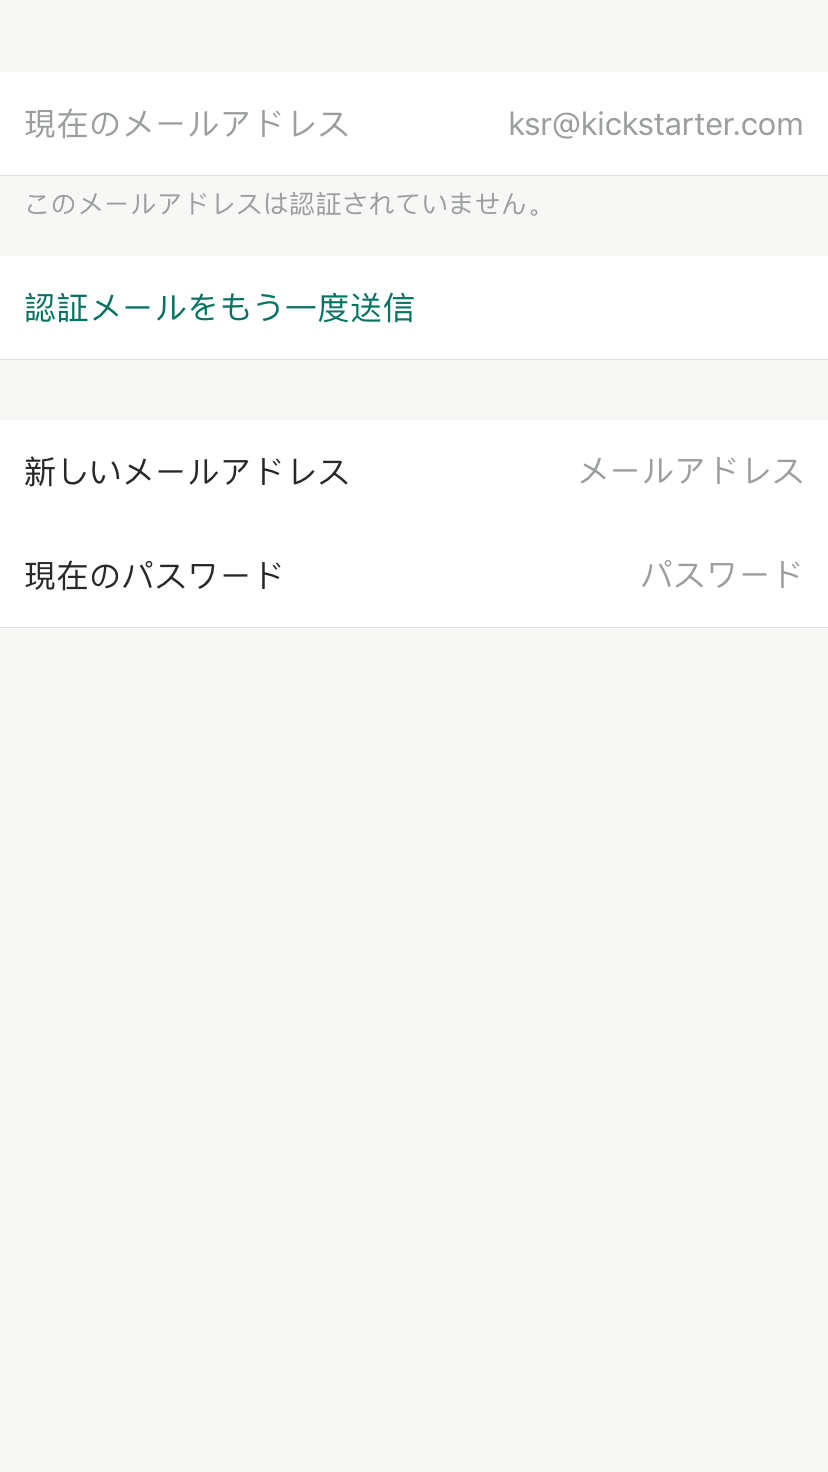 現在のメールアドレス ksr@kickstarter.com
このメールアドレスは認証されていません。
認証メールをもう一度送信
新しいメールアドレス メールアドレス
現在のパスワード パスワード